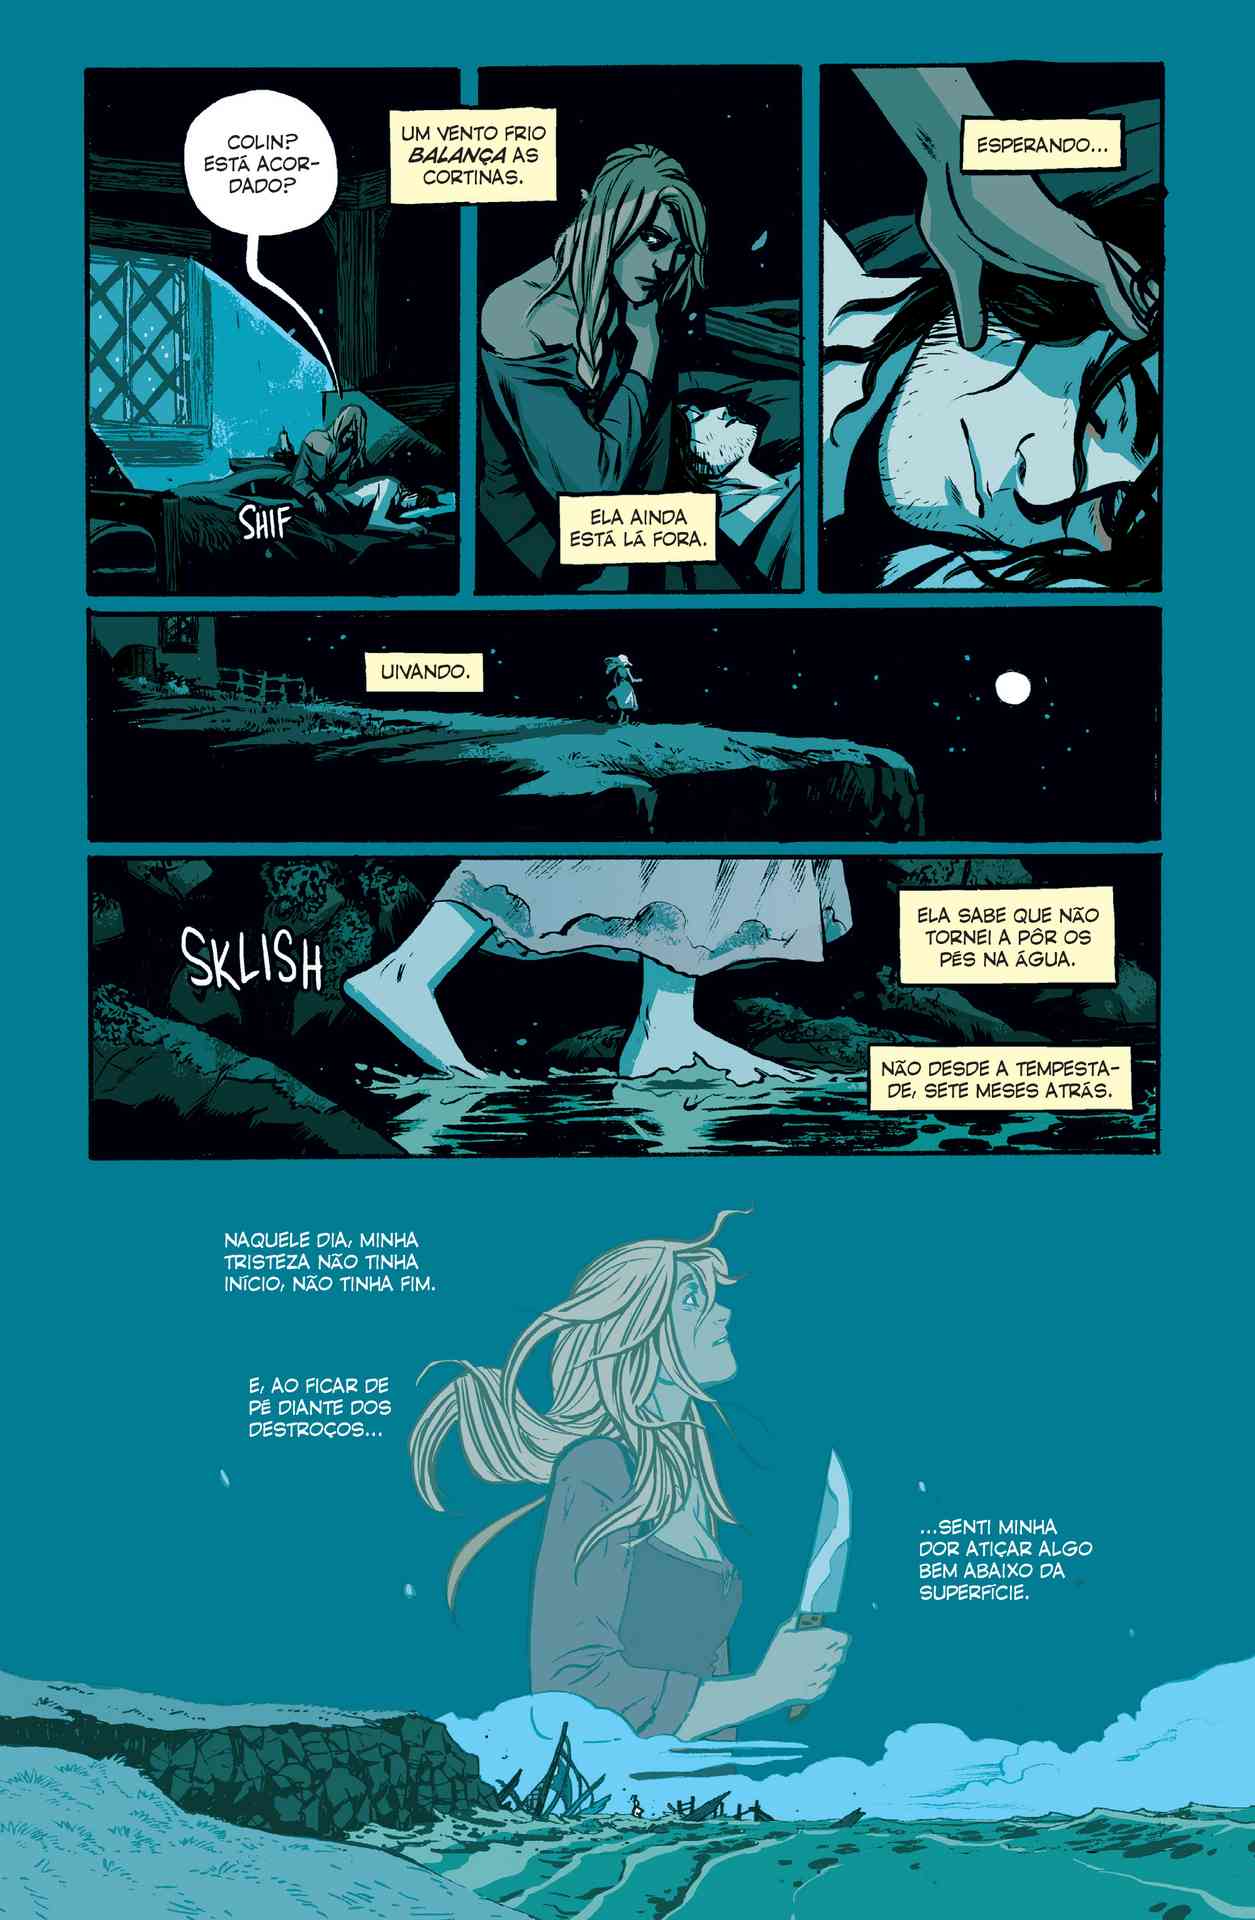 COLIN?
ESTÁ ACOR-
DADO?
SHIF
UM VENTO FRIO
BALANÇA AS
CORTINAS.
ELA AINDA
ESTÁ LÁ FORA.
ESPERANDO...
UIVANDO.
SKLISH
ELA SABE QUE NÃO
TORNEI A PÔR OS
PÉS NA ÁGUA.
NÃO DESDE A TEMPESTA-
DE, SETE MESES ATRÁS.
NAQUELE DIA, MINHA
TRISTEZA NÃO TINHA
INÍCIO, NÃO TINHA FIM.
E, AO FICAR DE
PÉ DIANTE DOS
DESTROÇOS...
...SENTI MINHA
DOR ATIÇAR ALGO
BEM ABAIXO DA
SUPERFÍCIE.